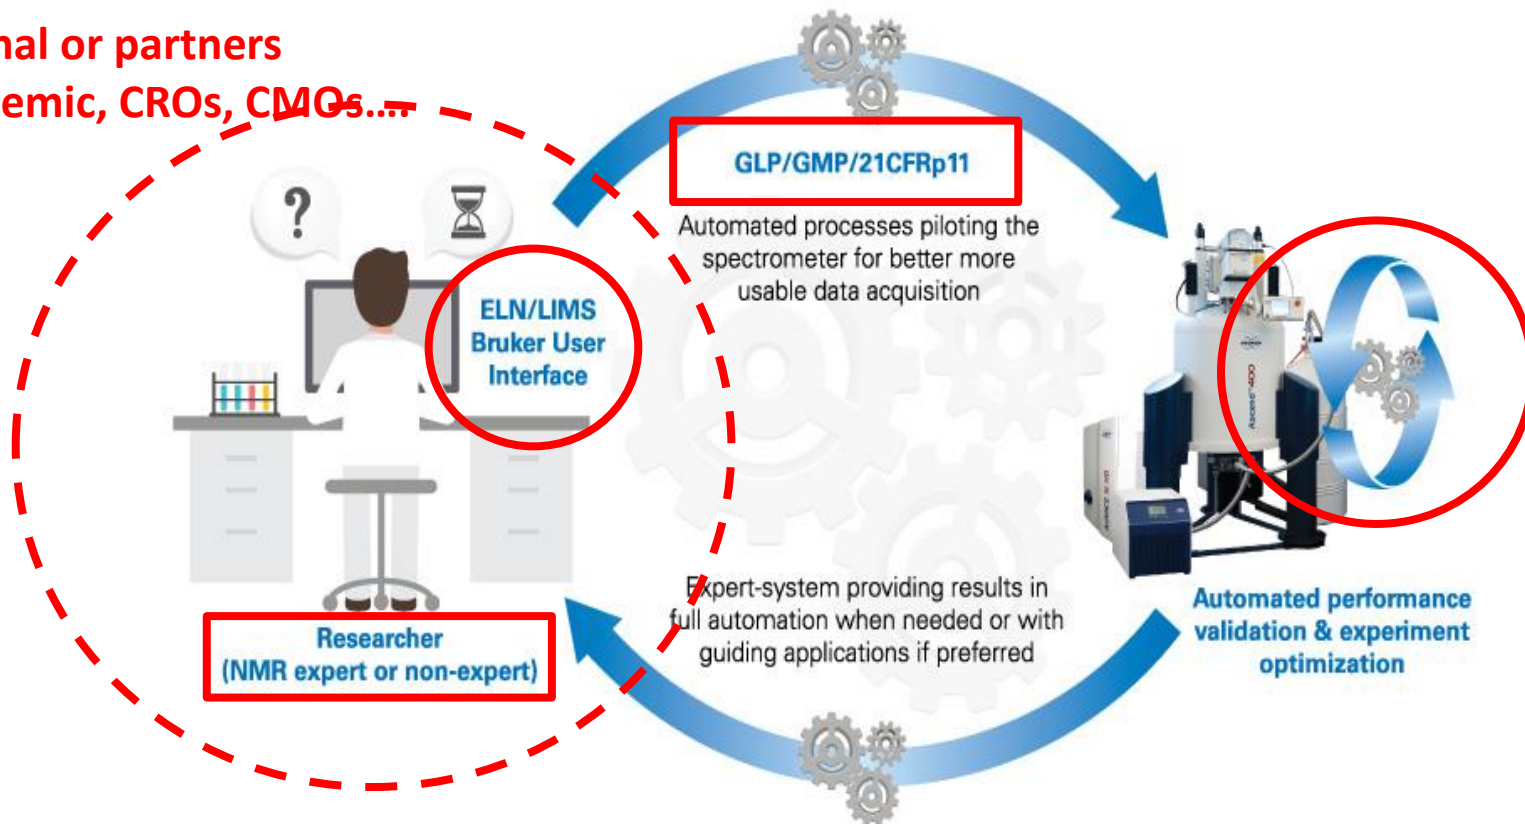 nal or partners
emic, CROs, CMOs....
GLP/GMP/21CFRp11
Automated processes piloting the
spectrometer for better more
usable data acquisition
?
ELN/LIMS
Bruker User
Interface
Ascend 400
Expert-system providing results in
full automation when needed or with
guiding applications if preferred
Researcher
(NMR expert or non-expert)
Automated performance
validation & experiment
optimization